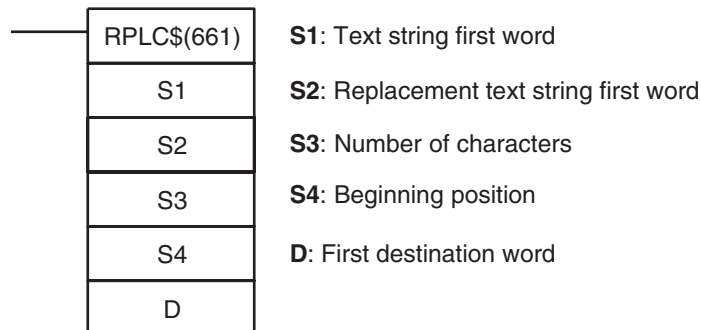 RPLC$(661) S1: Text string first word
S1 S2: Replacement text string first word
S2 S3: Number of characters
S3 S4: Beginning position
S4 D: First destination word
D